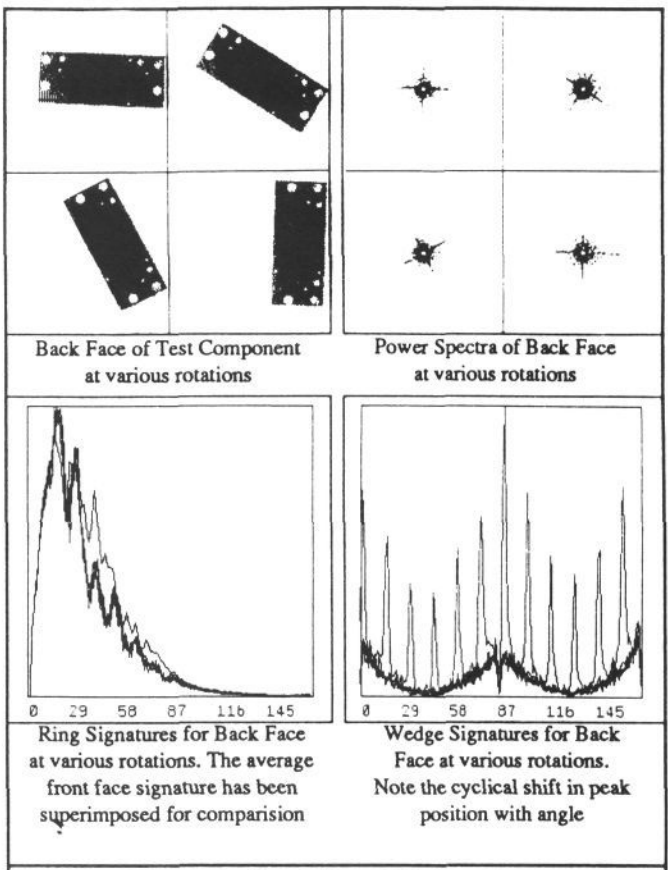 Back Face of Test Component
at various rotations
Power Spectra of Back Face
at various rotations
0 29 58 87 116 145
Ring Signatures for Back Face
at various rotations. The average
front face signature has been
superimposed for comparision
0 29 58 87 116 145
Wedge Signatures for Back
Face at various rotations.
Note the cyclical shift in peak
position with angle